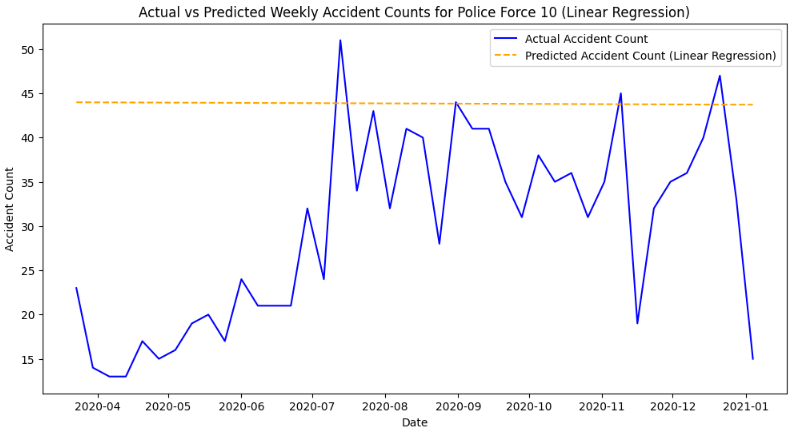 Actual vs Predicted Weekly Accident Counts for Police Force 10 (Linear Regression)
Actual Accident Count
Predicted Accident Count (Linear Regression)
Accident Count
50
45
40
35
30
25
20
15
2020-04 2020-05 2020-06 2020-07 2020-08 2020-09 2020-10 2020-11 2020-12 2021-01
Date